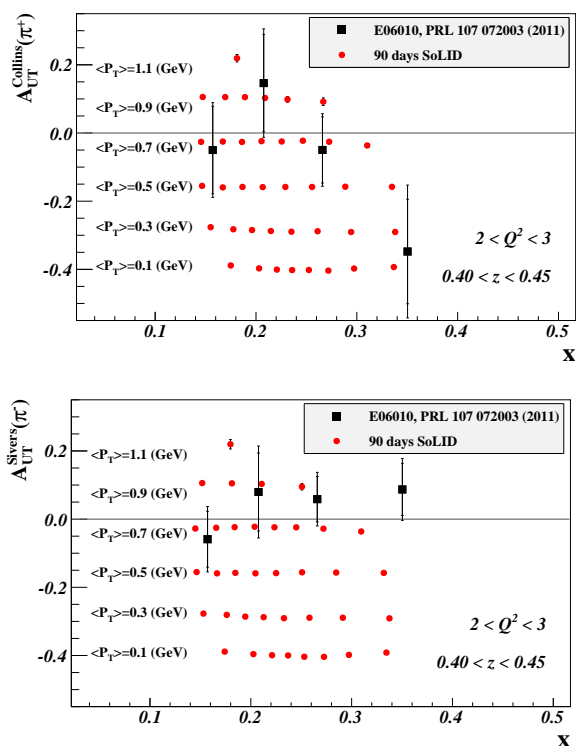 A_UT^Collins(π⁺)
E06010, PRL 107 072003 (2011)
90 days SoLID
0.2
0.0
-0.2
-0.4
<P_T>=1.1 (GeV)
<P_T>=0.9 (GeV)
<P_T>=0.7 (GeV)
<P_T>=0.5 (GeV)
<P_T>=0.3 (GeV)
<P_T>=0.1 (GeV)
2 < Q² < 3
0.40 < z < 0.45
0.1 0.2 0.3 0.4 0.5
x
A_UT^Sivers(π⁻)
E06010, PRL 107 072003 (2011)
90 days SoLID
0.2
0.0
-0.2
-0.4
<P_T>=1.1 (GeV)
<P_T>=0.9 (GeV)
<P_T>=0.7 (GeV)
<P_T>=0.5 (GeV)
<P_T>=0.3 (GeV)
<P_T>=0.1 (GeV)
2 < Q² < 3
0.40 < z < 0.45
0.1 0.2 0.3 0.4 0.5
x